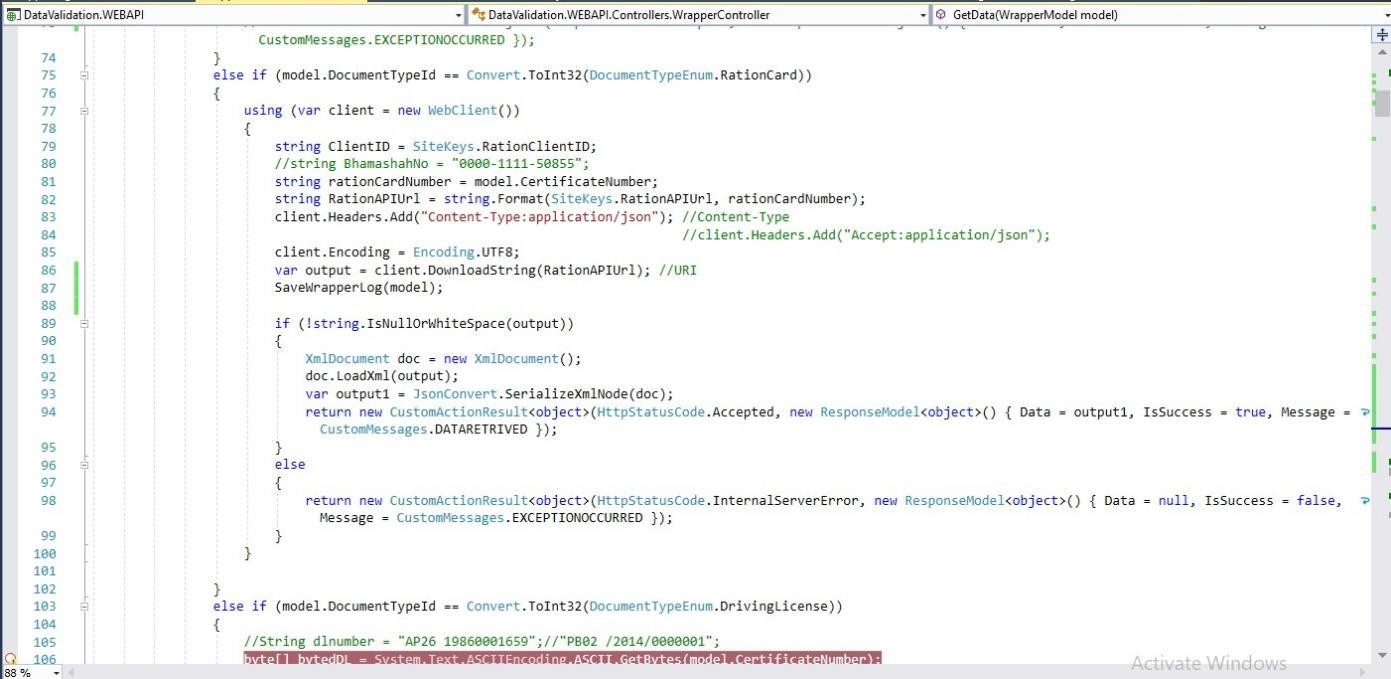 DataValidation.WEBAPI DataValidation.WEBAPI.Controllers.WrapperController GetData(WrapperModel model)
CustomMessages.EXCEPTIONOCCURRED });
74 }
75 else if (model.DocumentTypeId == Convert.ToInt32(DocumentTypeEnum.RationCard))
76 {
77 using (var client = new WebClient())
78 {
79 string ClientID = SiteKeys.RationClientID;
80 //string BhamashahNo = "0000-1111-50855";
81 string rationCardNumber = model.CertificateNumber;
82 string RationAPIUrl = string.Format(SiteKeys.RationAPIUrl, rationCardNumber);
83 client.Headers.Add("Content-Type:application/json"); //Content-Type
84 //client.Headers.Add("Accept:application/json");
85 client.Encoding = Encoding.UTF8;
86 var output = client.DownloadString(RationAPIUrl); //URI
87 SaveWrapperLog(model);
88
89 if (!string.IsNullOrWhiteSpace(output))
90 {
91 XmlDocument doc = new XmlDocument();
92 doc.LoadXml(output);
93 var output1 = JsonConvert.SerializeXmlNode(doc);
94 return new CustomActionResult<object>(HttpStatusCode.Accepted, new ResponseModel<object>() { Data = output1, IsSuccess = true, Message =
CustomMessages.DATARETRIVED });
95 }
96 else
97 {
98 return new CustomActionResult<object>(HttpStatusCode.InternalServerError, new ResponseModel<object>() { Data = null, IsSuccess = false,
Message = CustomMessages.EXCEPTIONOCCURRED });
99 }
100 }
101
102 }
103 else if (model.DocumentTypeId == Convert.ToInt32(DocumentTypeEnum.DrivingLicense))
104 {
105 //String dlnumber = "AP26 19860001659";//"PB02 /2014/0000001";
106 byte[] bytedDL = System.Text.ASCIIEncoding.ASCII.GetBytes(model.CertificateNumber);
Activate Windows
88 %